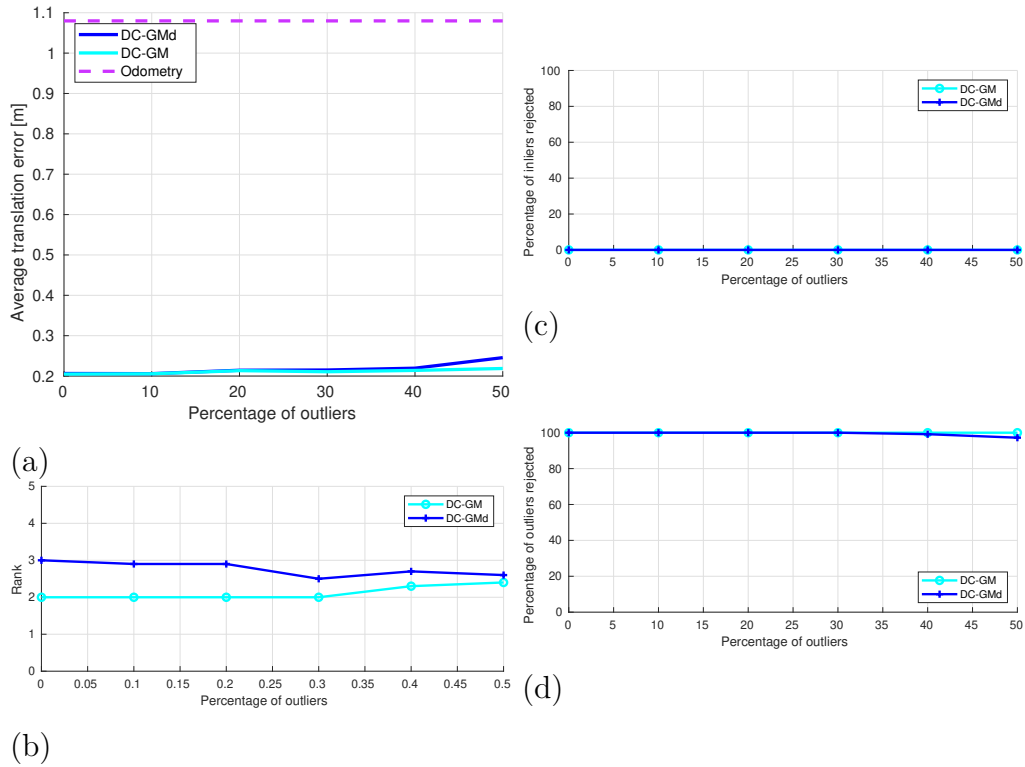 1.1
1
0.9
0.8
0.7
0.6
0.5
0.4
0.3
0.2
Average translation error [m]
DC-GMd
DC-GM
Odometry
0 10 20 30 40 50
Percentage of outliers
(a)
5
4
3
2
1
0
Rank
DC-GM
DC-GMd
0 0.05 0.1 0.15 0.2 0.25 0.3 0.35 0.4 0.45 0.5
Percentage of outliers
(b)
100
80
60
40
20
0
Percentage of inliers rejected
DC-GM
DC-GMd
0 5 10 15 20 25 30 35 40 45 50
Percentage of outliers
(c)
100
80
60
40
20
0
Percentage of outliers rejected
DC-GM
DC-GMd
0 5 10 15 20 25 30 35 40 45 50
Percentage of outliers
(d)